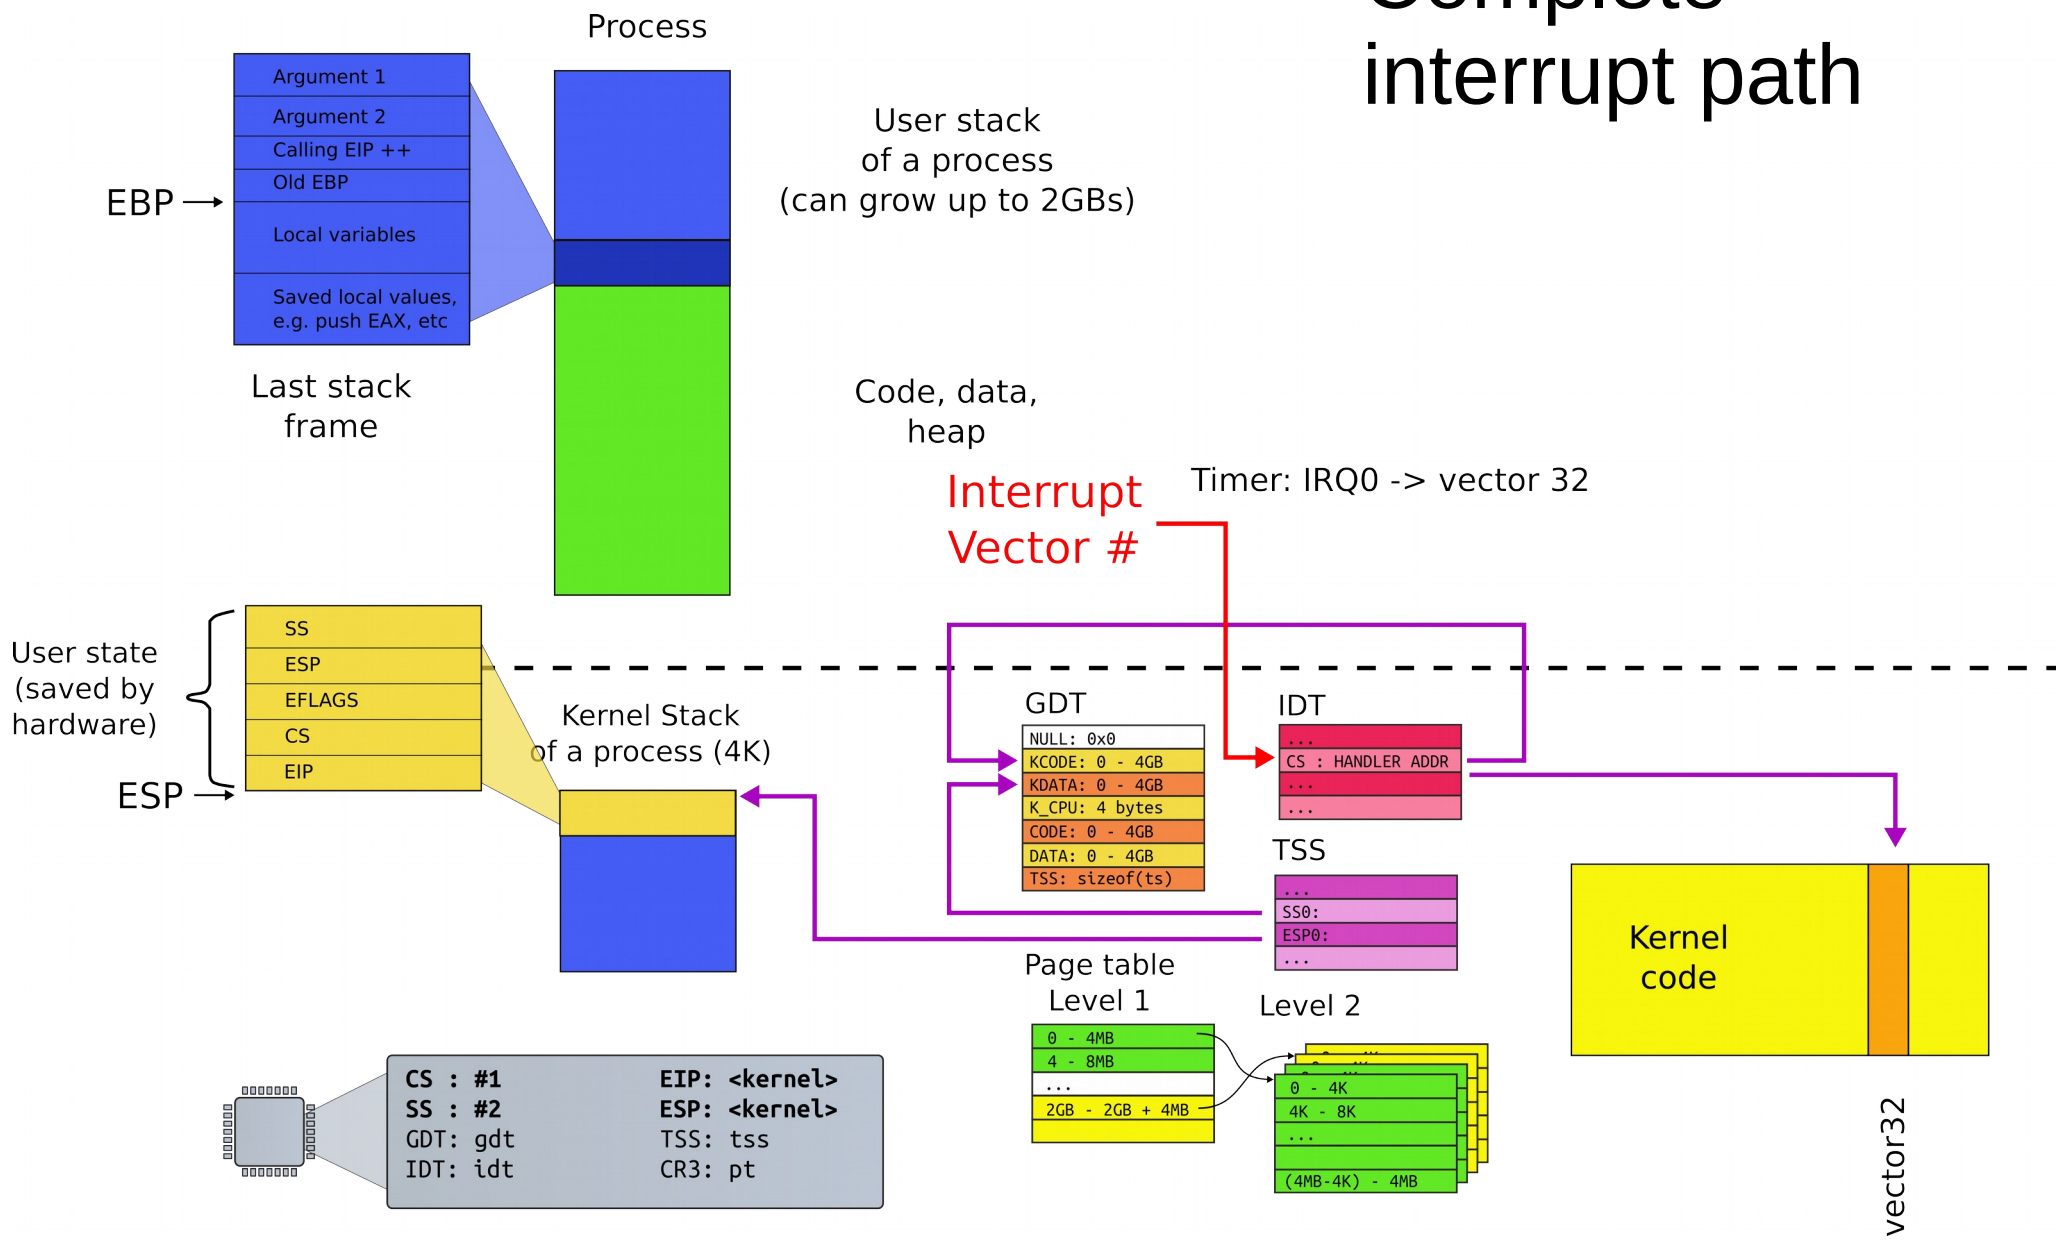 Complete
interrupt path
Process
Argument 1
Argument 2
Calling EIP ++
Old EBP
Local variables
Saved local values,
e.g. push EAX, etc
EBP
Last stack
frame
User stack
of a process
(can grow up to 2GBs)
Code, data,
heap
Interrupt
Vector #
Timer: IRQ0 -> vector 32
User state
(saved by
hardware)
SS
ESP
EFLAGS
CS
EIP
ESP
Kernel Stack
of a process (4K)
GDT
NULL: 0x0
KCODE: 0 - 4GB
KDATA: 0 - 4GB
K_CPU: 4 bytes
CODE: 0 - 4GB
DATA: 0 - 4GB
TSS: sizeof(ts)
IDT
...
CS : HANDLER ADDR
...
...
TSS
...
SS0:
ESP0:
...
Kernel
code
vector32
Page table
Level 1
0 - 4MB
4 - 8MB
...
2GB - 2GB + 4MB
Level 2
0 - 4K
4K - 8K
...
(4MB-4K) - 4MB
CS : #1 EIP: <kernel>
SS : #2 ESP: <kernel>
GDT: gdt TSS: tss
IDT: idt CR3: pt